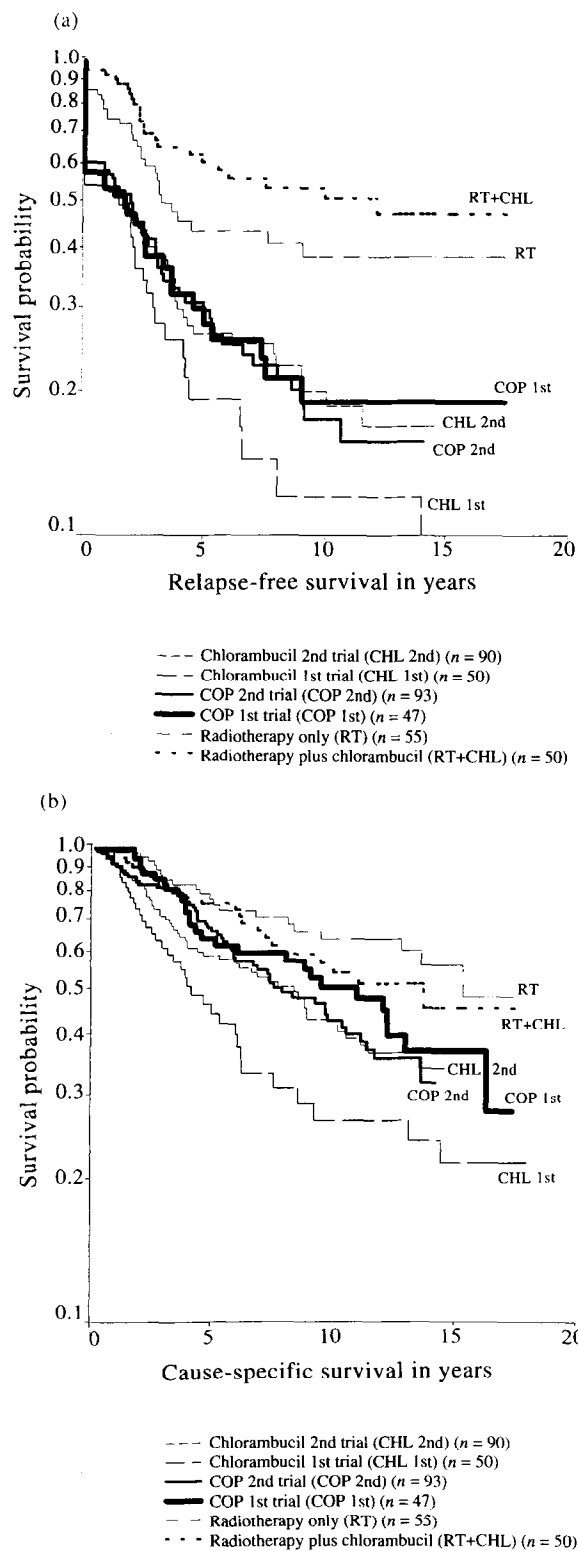 (a)
Survival probability
1.0
0.9
0.8
0.7
0.6
0.5
0.4
0.3
0.2
0.1
RT+CHL
RT
COP 1st
CHL 2nd
COP 2nd
CHL 1st
0
5
10
15
20
Relapse-free survival in years
Chlorambucil 2nd trial (CHL 2nd) (n = 90)
Chlorambucil 1st trial (CHL 1st) (n = 50)
COP 2nd trial (COP 2nd) (n = 93)
COP 1st trial (COP 1st) (n = 47)
Radiotherapy only (RT) (n = 55)
Radiotherapy plus chlorambucil (RT+CHL) (n = 50)
(b)
Survival probability
1.0
0.9
0.8
0.7
0.6
0.5
0.4
0.3
0.2
0.1
RT
RT+CHL
CHL 2nd
COP 2nd
COP 1st
CHL 1st
0
5
10
15
20
Cause-specific survival in years
Chlorambucil 2nd trial (CHL 2nd) (n = 90)
Chlorambucil 1st trial (CHL 1st) (n = 50)
COP 2nd trial (COP 2nd) (n = 93)
COP 1st trial (COP 1st) (n = 47)
Radiotherapy only (RT) (n = 55)
Radiotherapy plus chlorambucil (RT+CHL) (n = 50)